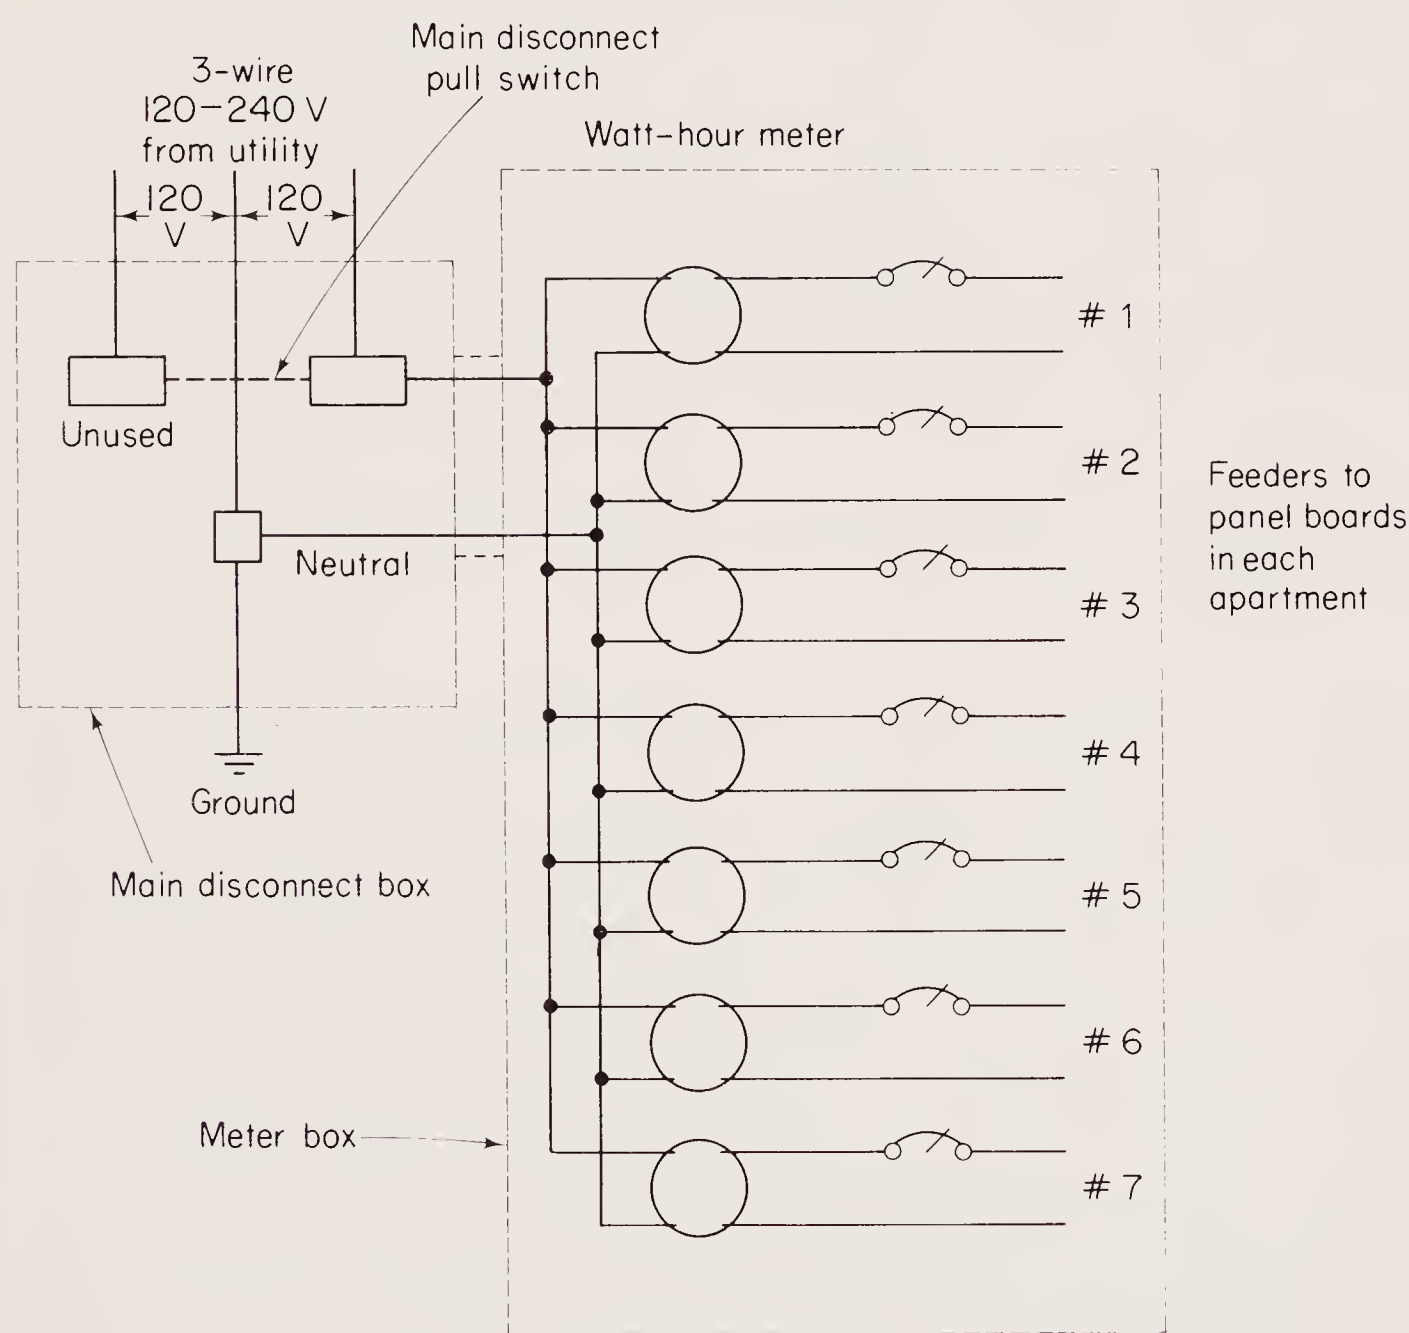 Main disconnect
pull switch
3-wire
120-240 V
from utility
Watt-hour meter
120
V
120
V
# 1
Unused
# 2
Feeders to
panel boards
in each
apartment
Neutral
# 3
# 4
Ground
Main disconnect box
# 5
# 6
Meter box
# 7